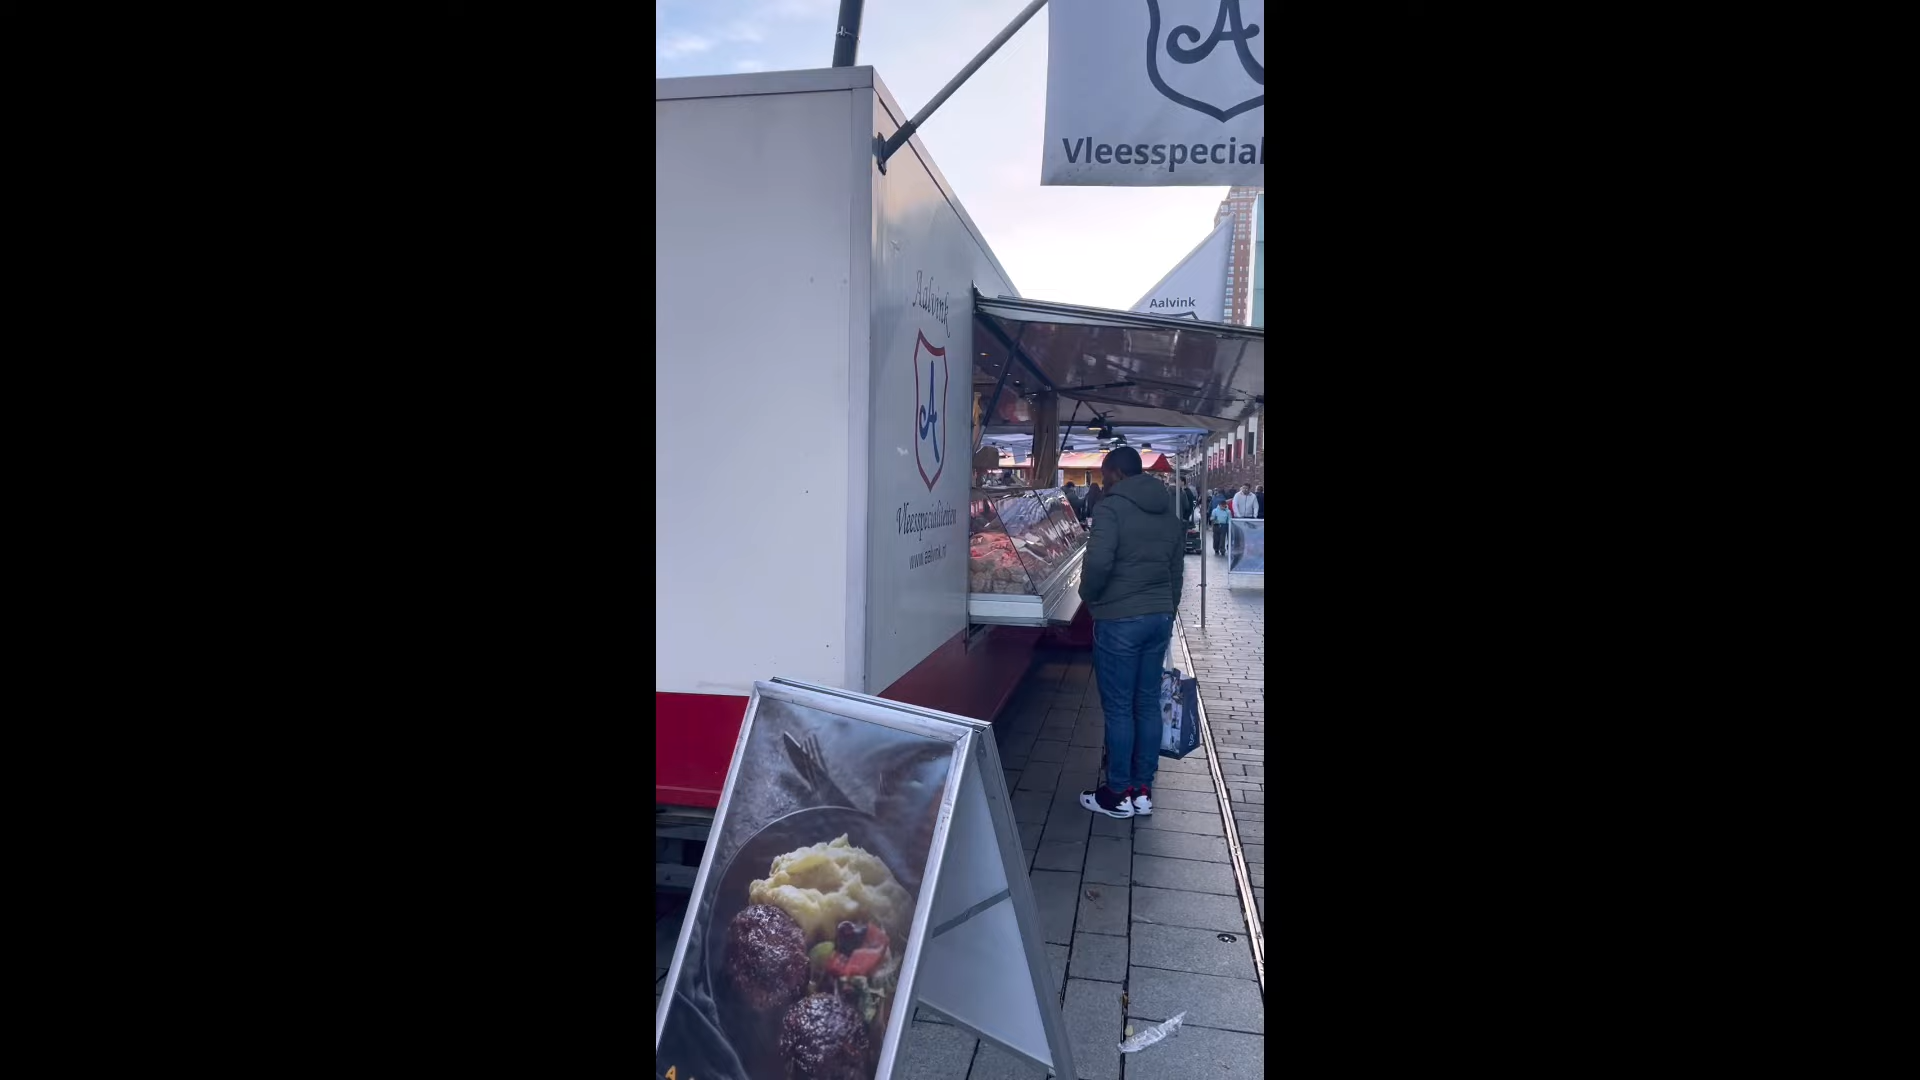 A
Vleesspecial
Aalvink
Aalvink
A
Vleesspecialiteiten
www.aalvink.nl
A